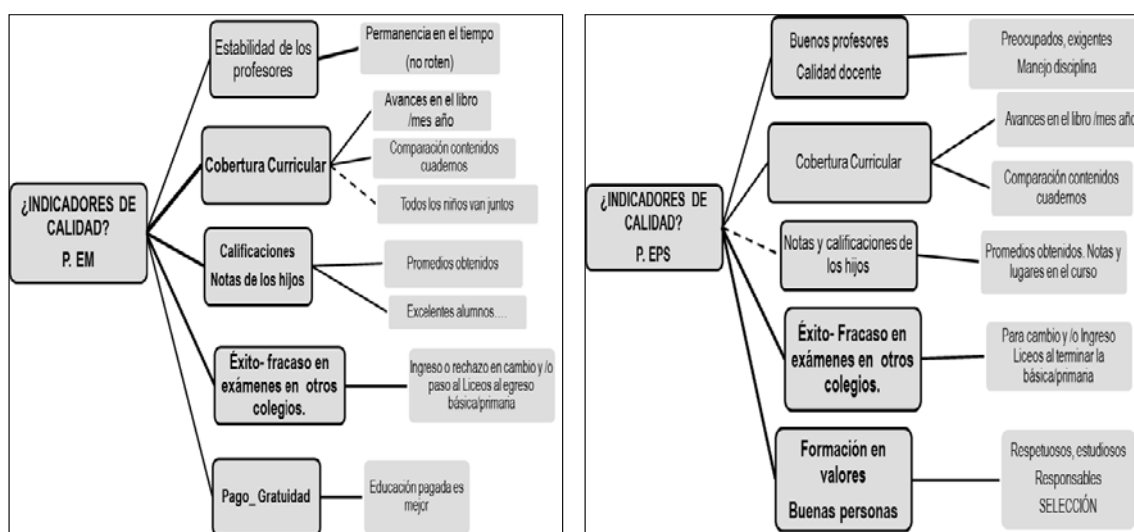 ¿INDICADORES DE
CALIDAD?
P. EM
Estabilidad de los
profesores
Permanencia en el tiempo
(no roten)
Cobertura Curricular
Avances en el libro
/mes año
Comparación contenidos
cuadernos
Todos los niños van juntos
Calificaciones
Notas de los hijos
Promedios obtenidos
Excelentes alumnos....
Éxito- fracaso en
exámenes en otros
colegios.
Ingreso o rechazo en cambio y /o
paso al Liceos al egreso
básica/primaria
Pago_Gratuidad
Educación pagada es
mejor
¿INDICADORES DE
CALIDAD?
P. EPS
Buenos profesores
Calidad docente
Preocupados, exigentes
Manejo disciplina
Cobertura Curricular
Avances en el libro /mes año
Comparación contenidos
cuadernos
Notas y calificaciones de
los hijos
Promedios obtenidos. Notas y
lugares en el curso
Éxito- Fracaso en
exámenes en otros
colegios.
Para cambio y /o Ingreso
Liceos al terminar la
básica/primaria
Formación en
valores
Buenas personas
Respetuosos, estudiosos
Responsables
SELECCIÓN